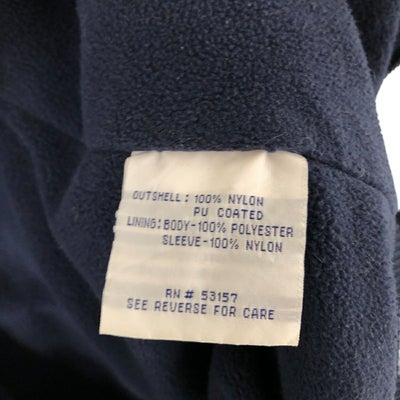 OUTSHELL: 100% NYLON
PU COATED
LINING: BODY-100% POLYESTER
SLEEVE-100% NYLON
RN # 53157
SEE REVERSE FOR CARE